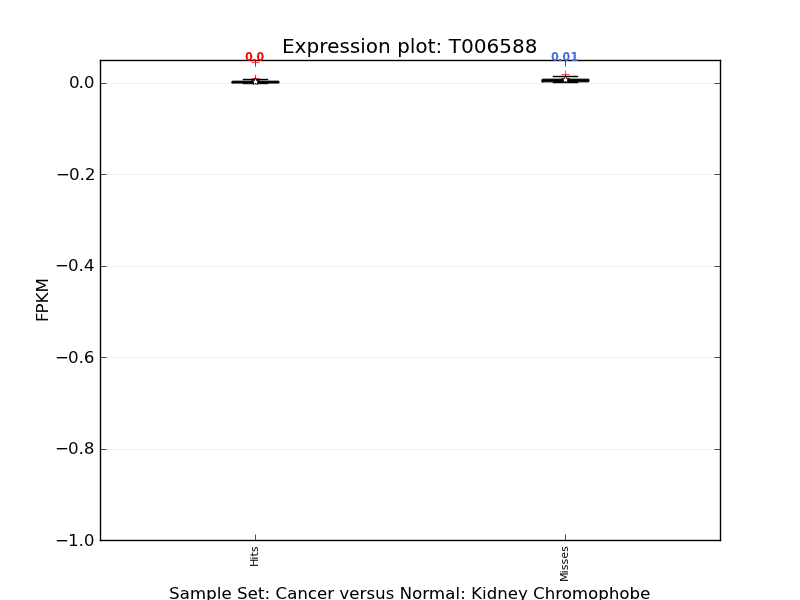 Expression plot: T006588
0.0
0.01
0.0
−0.2
−0.4
−0.6
−0.8
−1.0
FPKM
Hits
Misses
Sample Set: Cancer versus Normal: Kidney Chromophobe